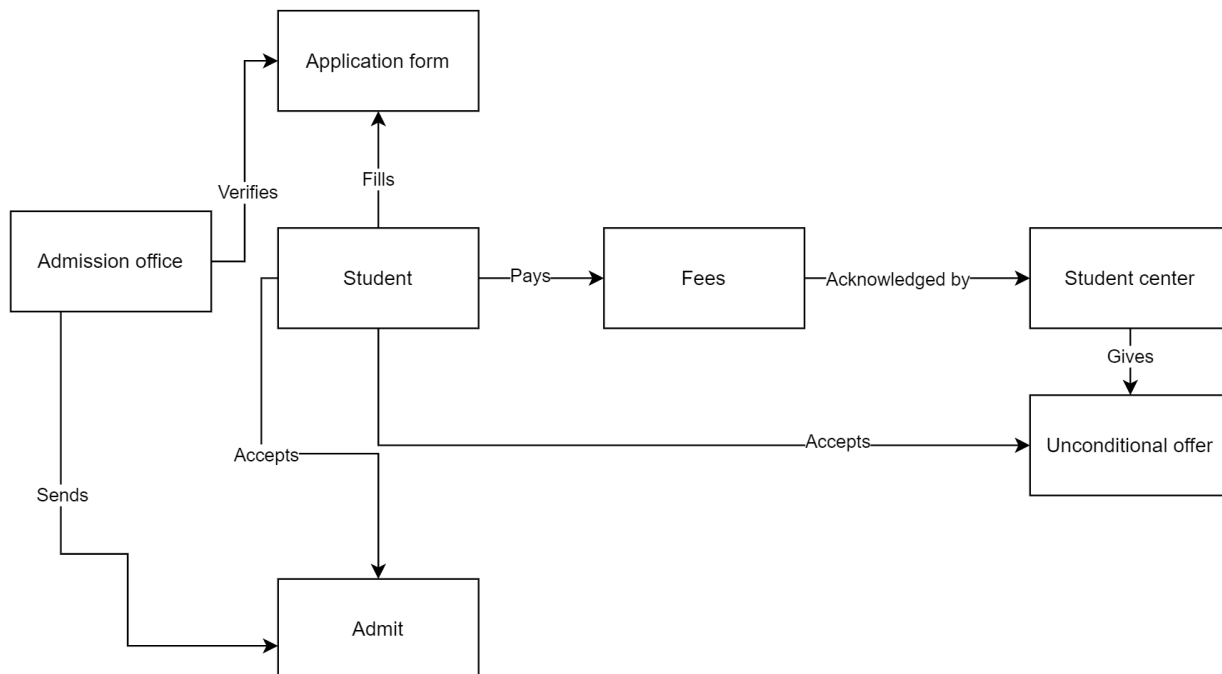 Application form
Verifies
Fills
Admission office
Student
Pays
Fees
Acknowledged by
Student center
Gives
Accepts
Unconditional offer
Accepts
Sends
Admit